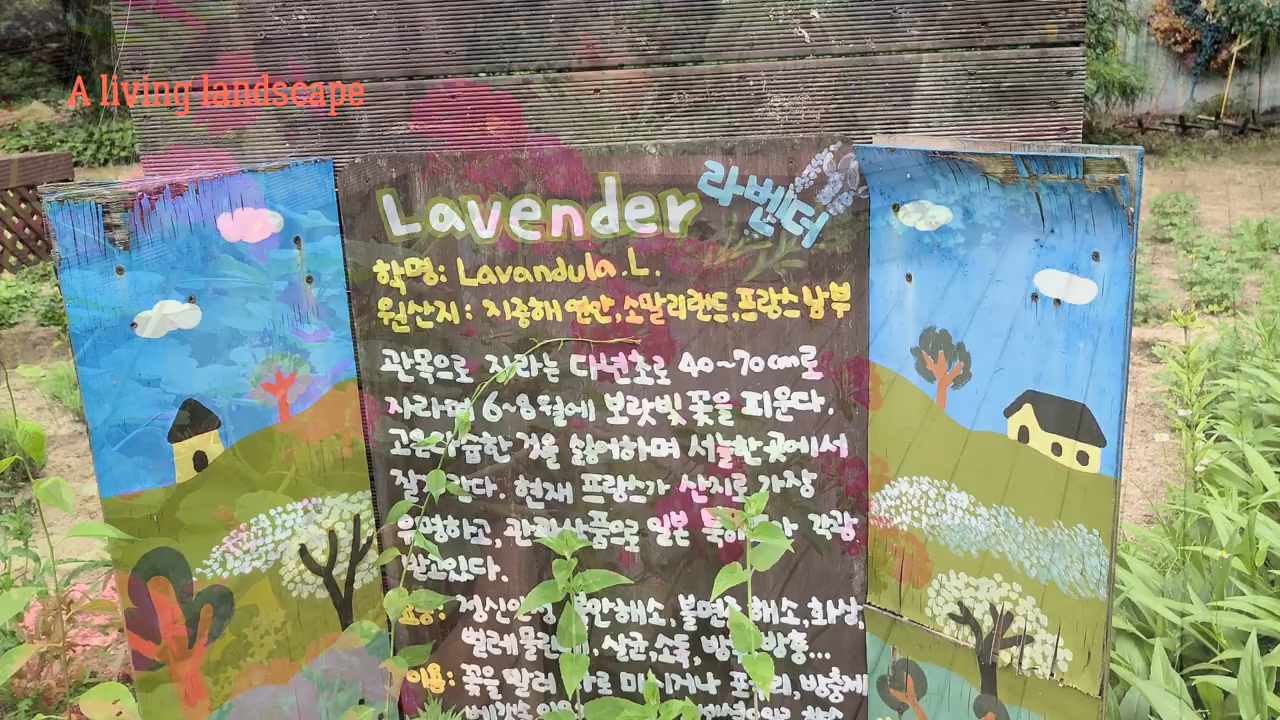 A living landscape
Lavender 라벤더
학명: Lavandula.L.
원산지: 지중해 연안,소말리랜드,프랑스 남부
관목으로 자라는 다년초로 40~70cm로
자라며 6~8월에 보랏빛 꽃을 피운다.
고온다습한 것을 싫어하며 서늘한 곳에서
잘 현재 프랑스가 산지로 가장
유명하고, 관광상품으로 일본 각광
받고있다.
효능: 정신안정, 불안해소, 불면증해소, 화상,
벌레물린데, 살균,소독, 방충...
이용: 꽃을 말려 포푸리,방충제